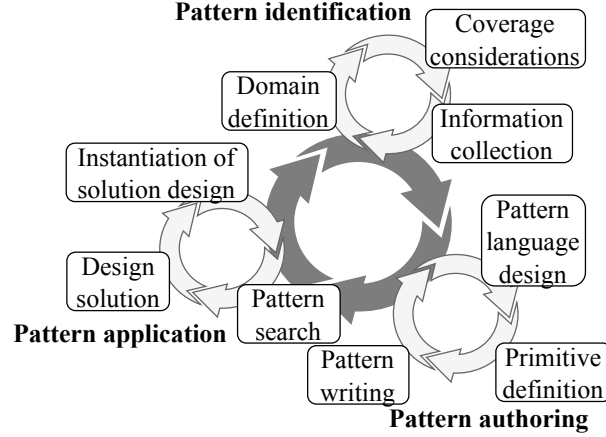 Pattern identification
Coverage
considerations
Domain
definition
Information
collection
Instantiation of
solution design
Pattern
language
design
Design
solution
Pattern
search
Pattern application
Pattern
writing
Primitive
definition
Pattern authoring